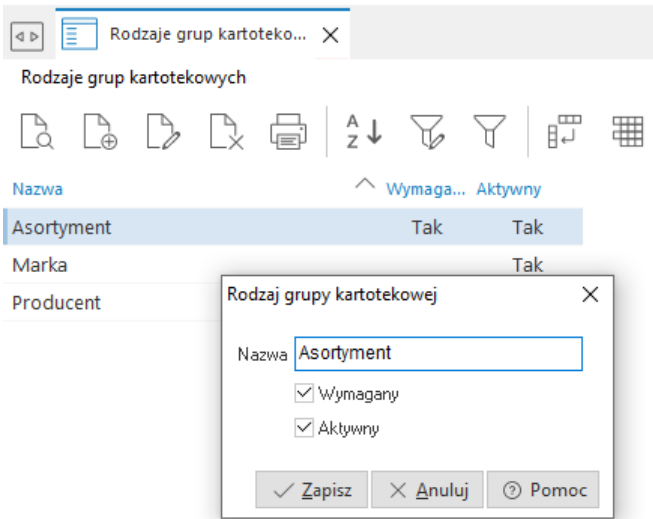 Rodzaje grup kartoteko...
Rodzaje grup kartotekowych
A
Z
Nazwa Wymaga... Aktywny
Asortyment Tak Tak
Marka Tak
Producent
Rodzaj grupy kartotekowej
Nazwa Asortyment
Wymagany
Aktywny
Zapisz Anuluj Pomoc